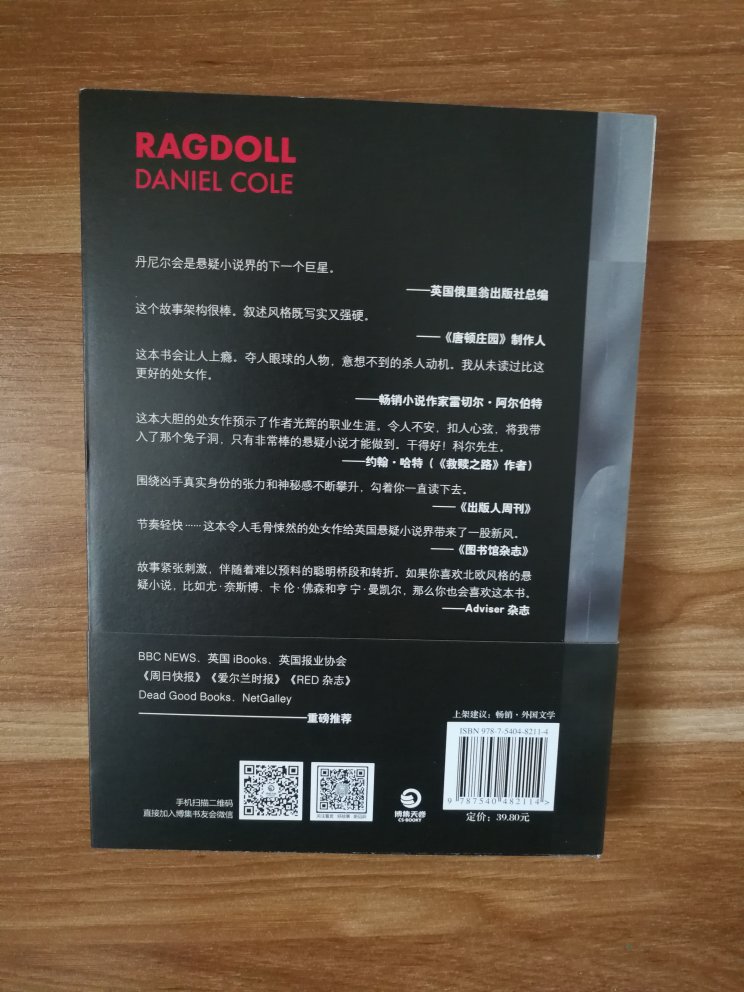 RAGDOLL
DANIEL COLE
丹尼尔会是悬疑小说界的下一个巨星。
——英国俄里翁出版社总编
这个故事架构很棒。叙述风格既写实又强硬。
——《唐顿庄园》制作人
这本书会让人上瘾。夺人眼球的人物，意想不到的杀人动机。我从未读过比这
更好的处女作。
——畅销小说作家雷切尔·阿尔伯特
这本大胆的处女作预示了作者光辉的职业生涯。令人不安，扣人心弦，将我带
入了那个兔子洞，只有非常棒的悬疑小说才能做到。干得好！科尔先生。
——约翰·哈特（《救赎之路》作者）
围绕凶手真实身份的张力和神秘感不断攀升，勾着你一直读下去。
——《出版人周刊》
节奏轻快……这本令人毛骨悚然的处女作给英国悬疑小说界带来了一股新风。
——《图书馆杂志》
故事紧张刺激，伴随着难以预料的聪明桥段和转折。如果你喜欢北欧风格的悬
疑小说，比如尤·奈斯博、卡伦·佛森和亨宁·曼凯尔，那么你也会喜欢这本书。
——Adviser 杂志
BBC NEWS、英国 iBooks、英国报业协会
《周日快报》《爱尔兰时报》《RED 杂志》
Dead Good Books、NetGalley
————————————重磅推荐
上架建议：畅销·外国文学
ISBN 978-7-5404-8211-4
9 787540 482114 >
定价：39.80元
手机扫描二维码
直接加入博集书友会微信
博集天卷
CS-BOOKY